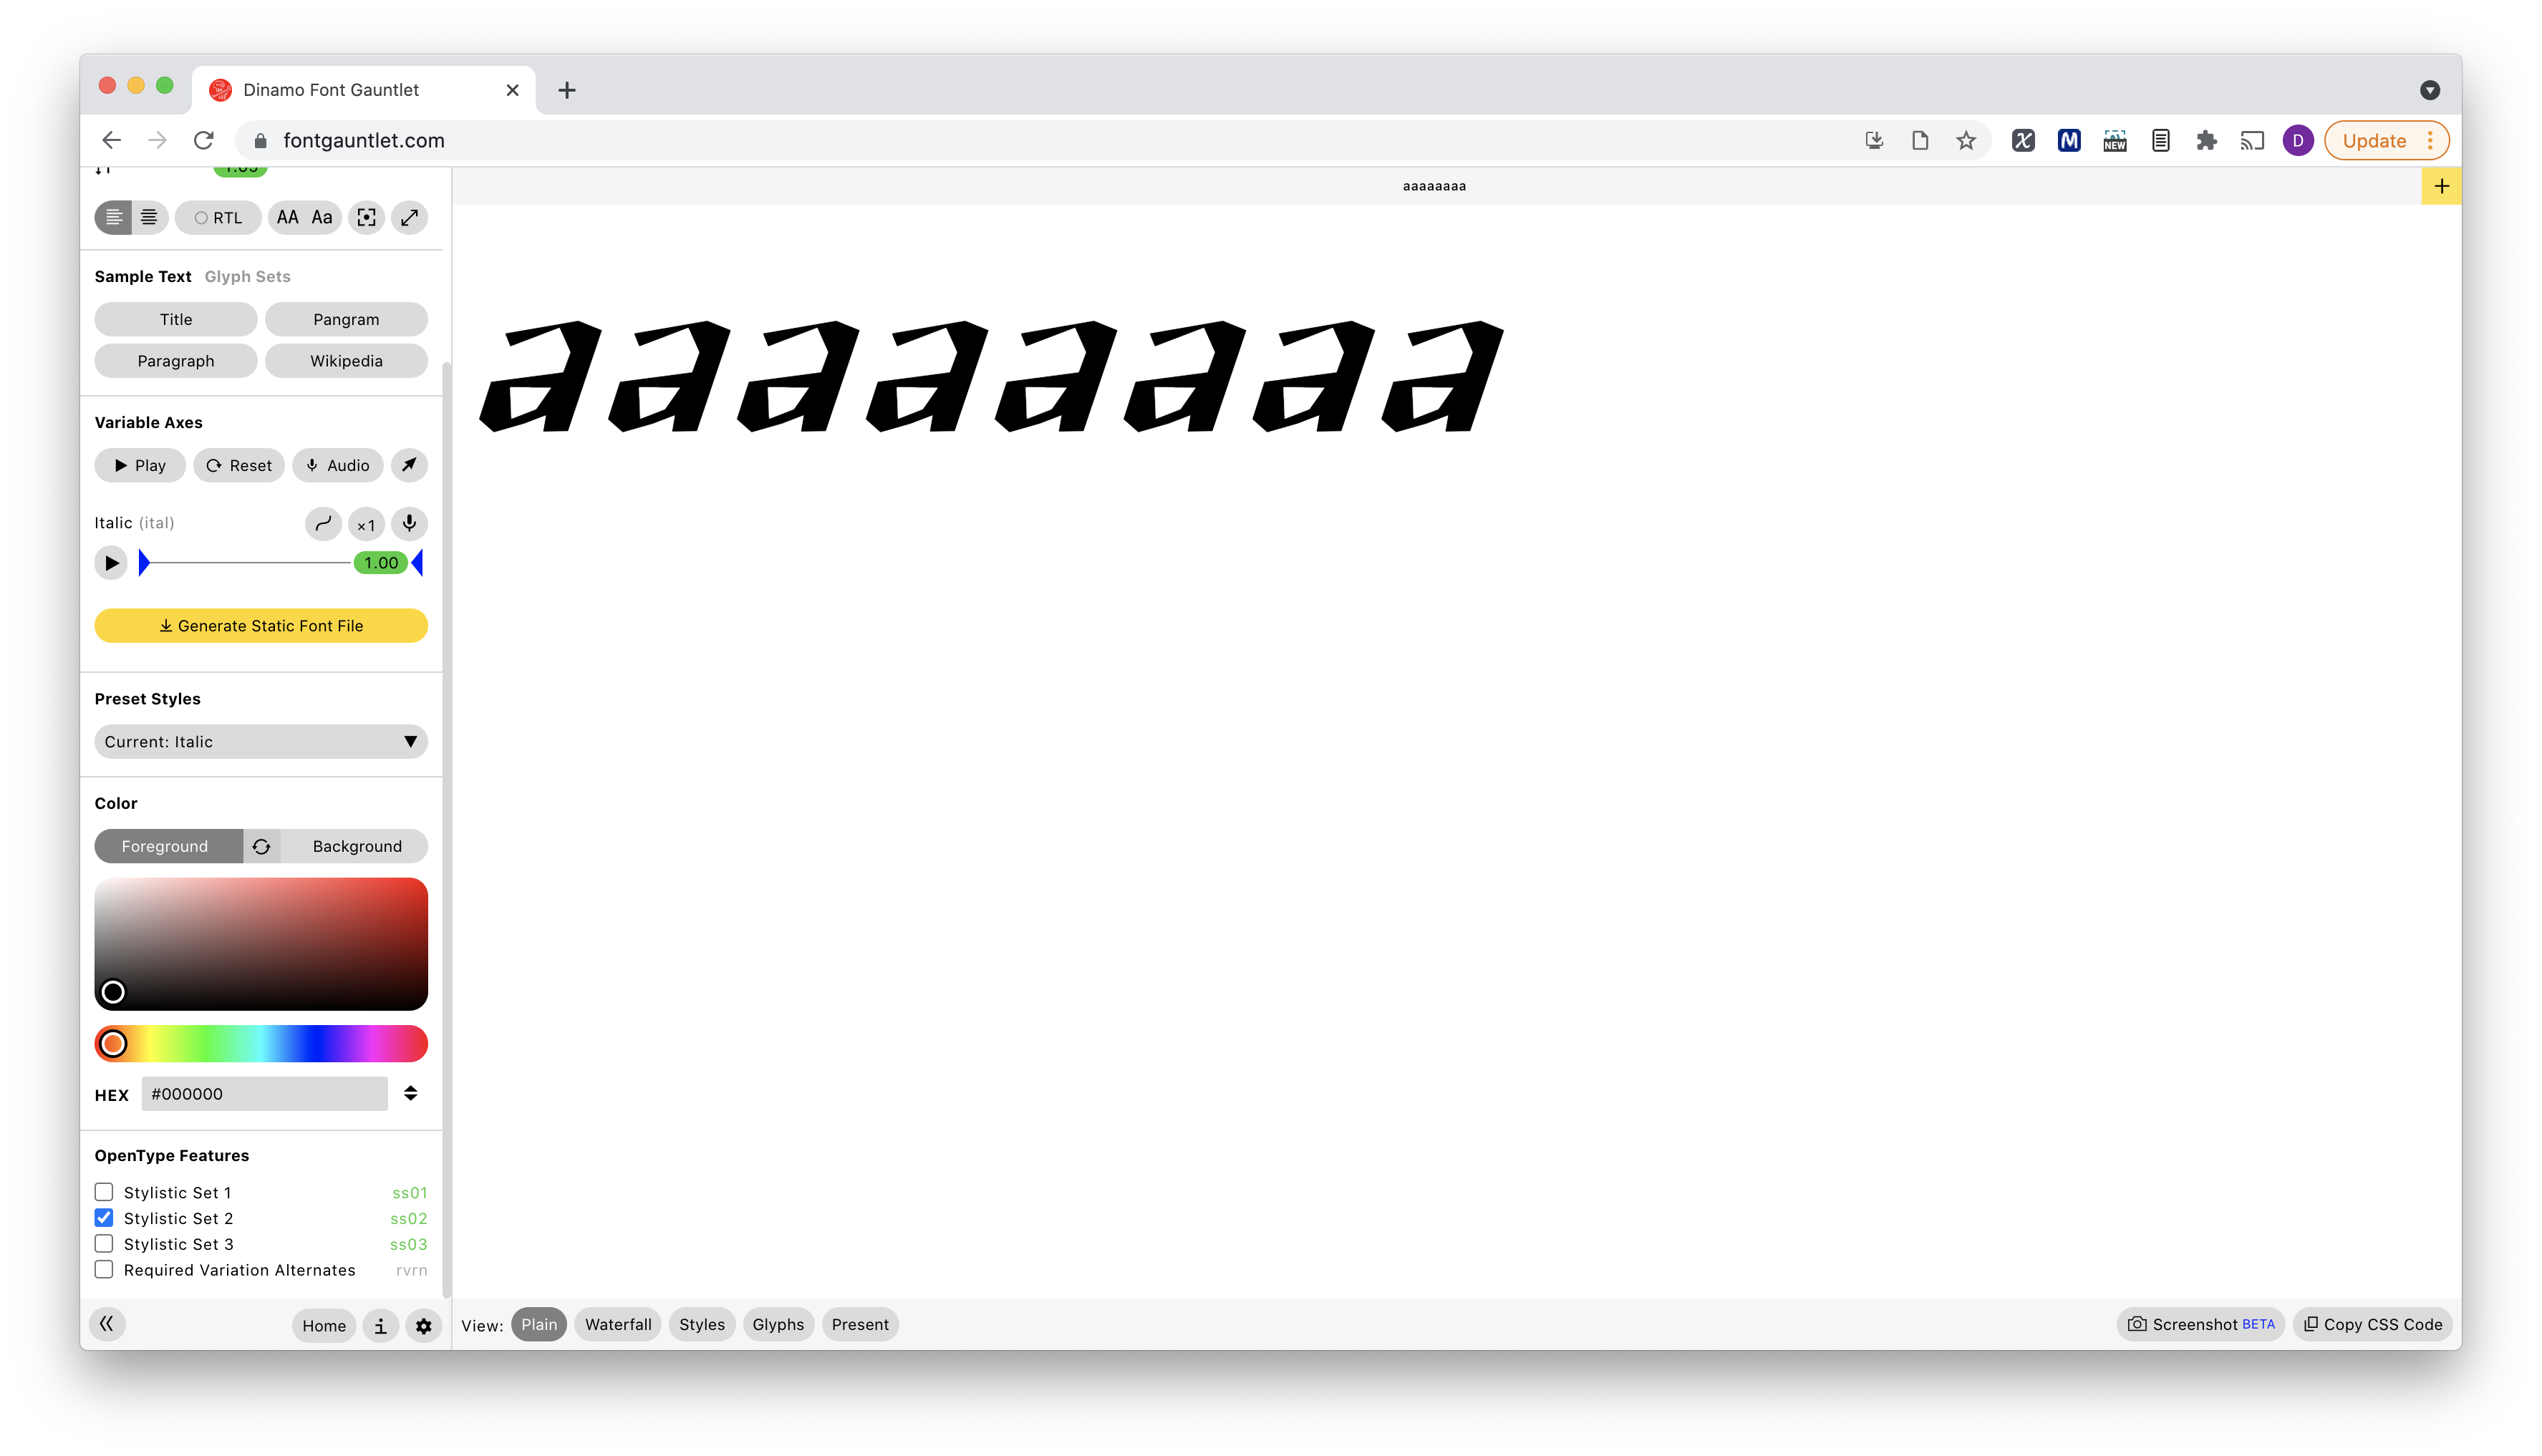 Dinamo Font Gauntlet
fontgauntlet.com
NEW
D
Update
aaaaaaaa
RTL AA Aa
Sample Text Glyph Sets
Title Pangram
Paragraph Wikipedia
Variable Axes
Play Reset Audio
Italic (ital) ×1
1.00
Generate Static Font File
Preset Styles
Current: Italic
Color
Foreground Background
HEX #000000
OpenType Features
Stylistic Set 1 ss01
Stylistic Set 2 ss02
Stylistic Set 3 ss03
Required Variation Alternates rvrn
Home i
aaaaaaaa
View: Plain Waterfall Styles Glyphs Present
Screenshot BETA Copy CSS Code